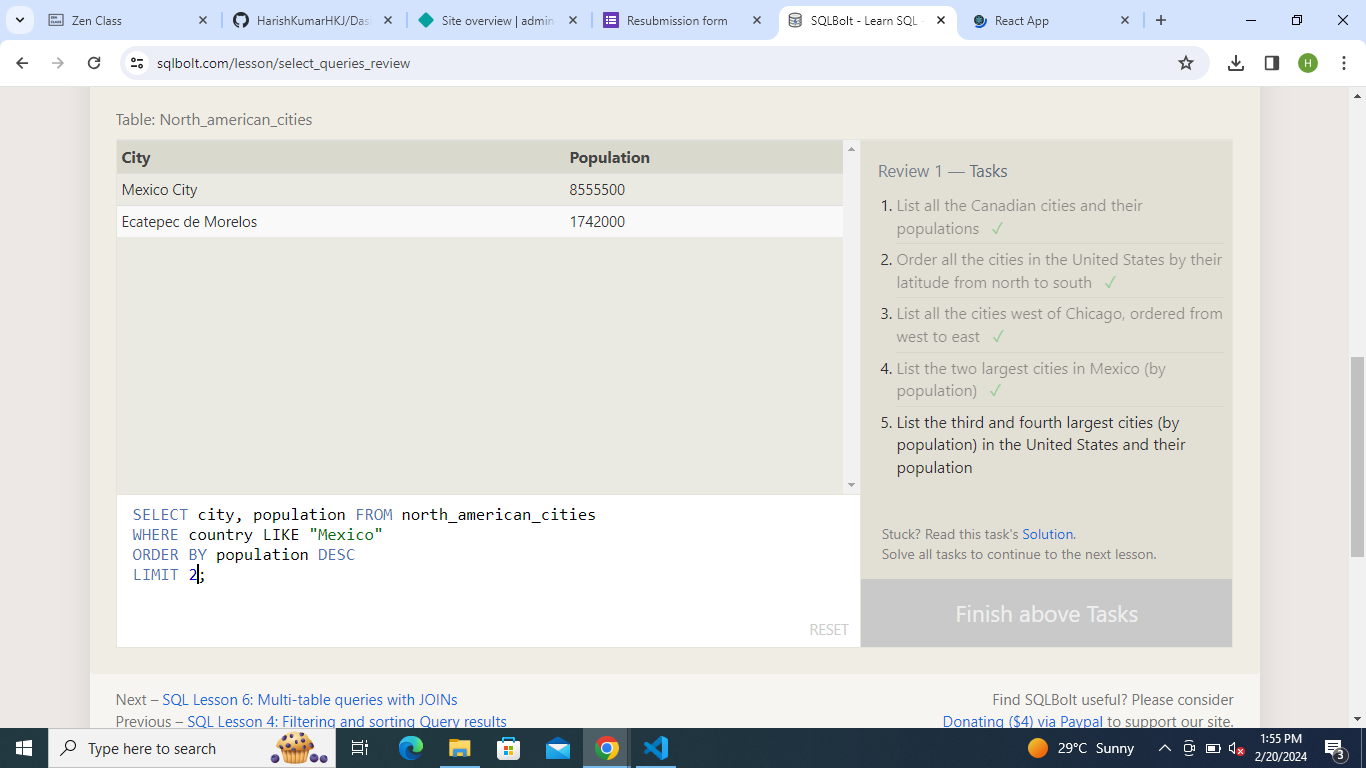 Zen Class
HarishKumarHKJ/Das
Site overview | admin
Resubmission form
SQLBolt - Learn SQL
React App
sqlbolt.com/lesson/select_queries_review
H
Table: North_american_cities
City Population
Mexico City 8555500
Ecatepec de Morelos 1742000
SELECT city, population FROM north_american_cities
WHERE country LIKE "Mexico"
ORDER BY population DESC
LIMIT 2;
RESET
Review 1 — Tasks
1. List all the Canadian cities and their
populations ✓
2. Order all the cities in the United States by their
latitude from north to south ✓
3. List all the cities west of Chicago, ordered from
west to east ✓
4. List the two largest cities in Mexico (by
population) ✓
5. List the third and fourth largest cities (by
population) in the United States and their
population
Stuck? Read this task's Solution.
Solve all tasks to continue to the next lesson.
Finish above Tasks
Next – SQL Lesson 6: Multi-table queries with JOINs
Previous – SQL Lesson 4: Filtering and sorting Query results
Find SQLBolt useful? Please consider
Donating ($4) via Paypal to support our site.
Type here to search
29°C Sunny
1:55 PM
2/20/2024
3